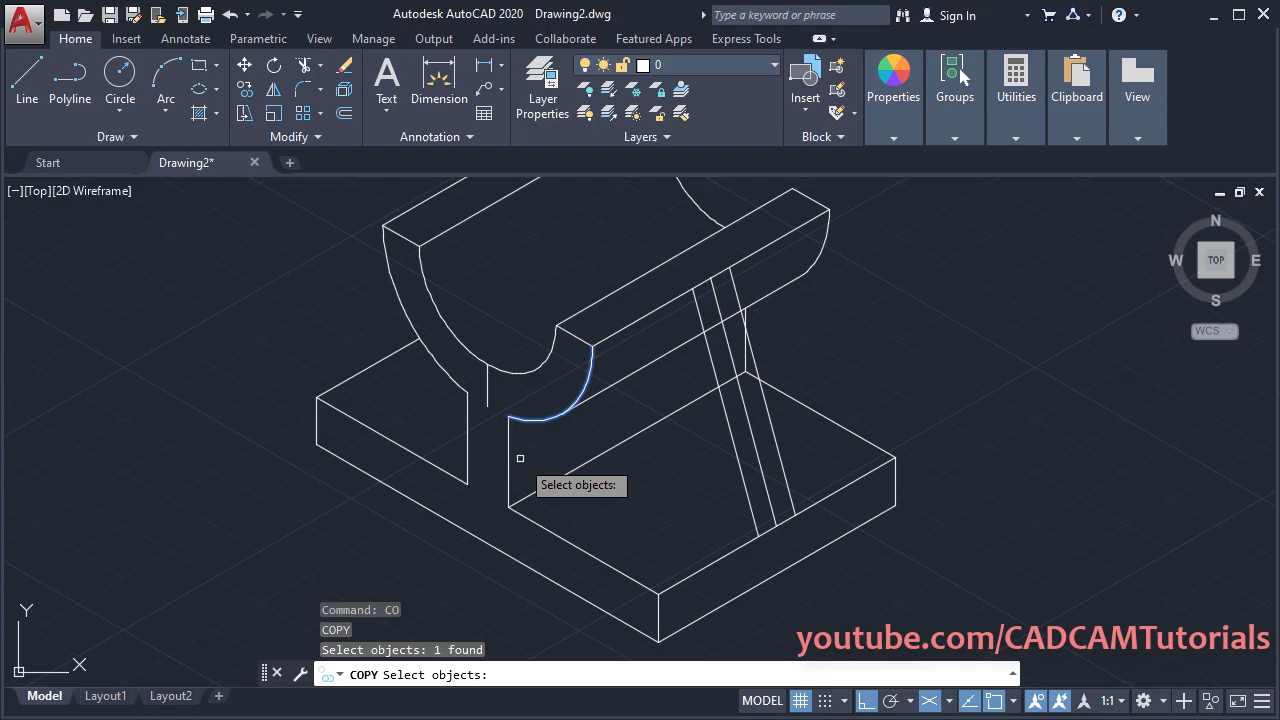 Autodesk AutoCAD 2020 Drawing2.dwg
Type a keyword or phrase
Sign In
Home Insert Annotate Parametric View Manage Output Add-ins Collaborate Featured Apps Express Tools
0
Line Polyline Circle Arc
Text Dimension
Layer
Properties
Insert
Properties Groups Utilities Clipboard View
Draw Modify Annotation Layers Block
Start Drawing2*
[−][Top][2D Wireframe]
N
W TOP E
S
WCS
Select objects:
Command: CO
COPY
Select objects: 1 found
Y
X
youtube.com/CADCAMTutorials
COPY Select objects:
Model Layout1 Layout2
MODEL 1:1